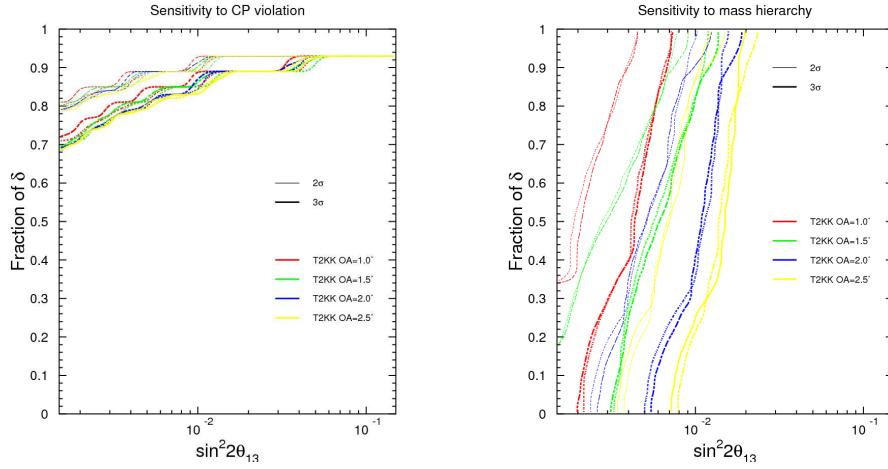 Sensitivity to CP violation
Fraction of δ
1
0.9
0.8
0.7
0.6
0.5
0.4
0.3
0.2
0.1
0
2σ
3σ
T2KK OA=1.0°
T2KK OA=1.5°
T2KK OA=2.0°
T2KK OA=2.5°
10⁻² 10⁻¹
sin²2θ₁₃
Sensitivity to mass hierarchy
Fraction of δ
1
0.9
0.8
0.7
0.6
0.5
0.4
0.3
0.2
0.1
0
2σ
3σ
T2KK OA=1.0°
T2KK OA=1.5°
T2KK OA=2.0°
T2KK OA=2.5°
10⁻² 10⁻¹
sin²2θ₁₃